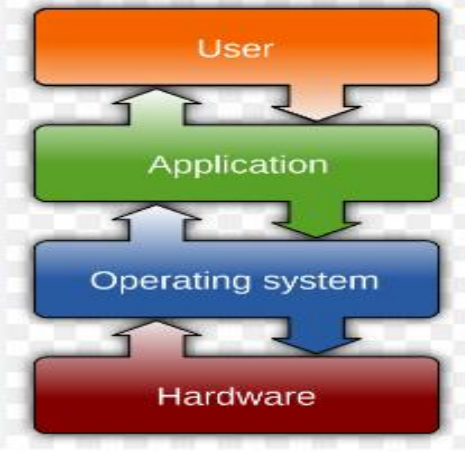 User
Application
Operating system
Hardware